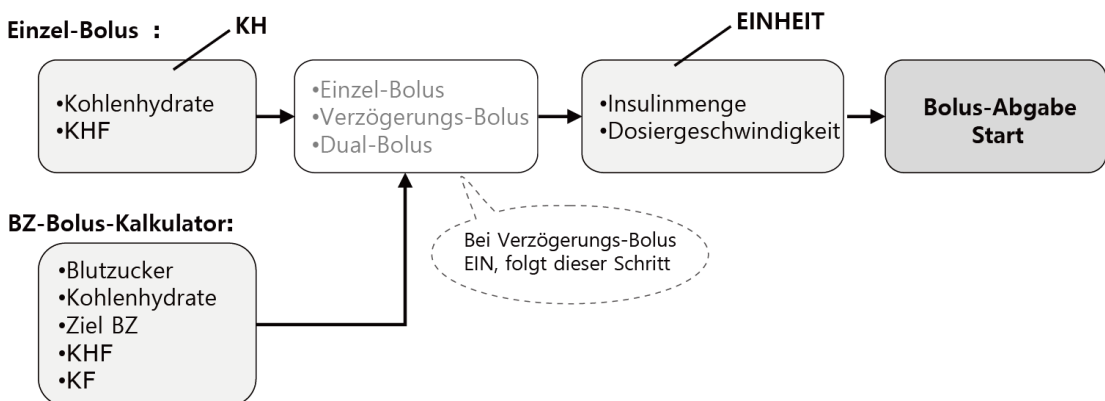 Einzel-Bolus :
KH
•Kohlenhydrate
•KHF
•Einzel-Bolus
•Verzögerungs-Bolus
•Dual-Bolus
EINHEIT
•Insulinmenge
•Dosiergeschwindigkeit
Bolus-Abgabe
Start
Bei Verzögerungs-Bolus
EIN, folgt dieser Schritt
BZ-Bolus-Kalkulator:
•Blutzucker
•Kohlenhydrate
•Ziel BZ
•KHF
•KF